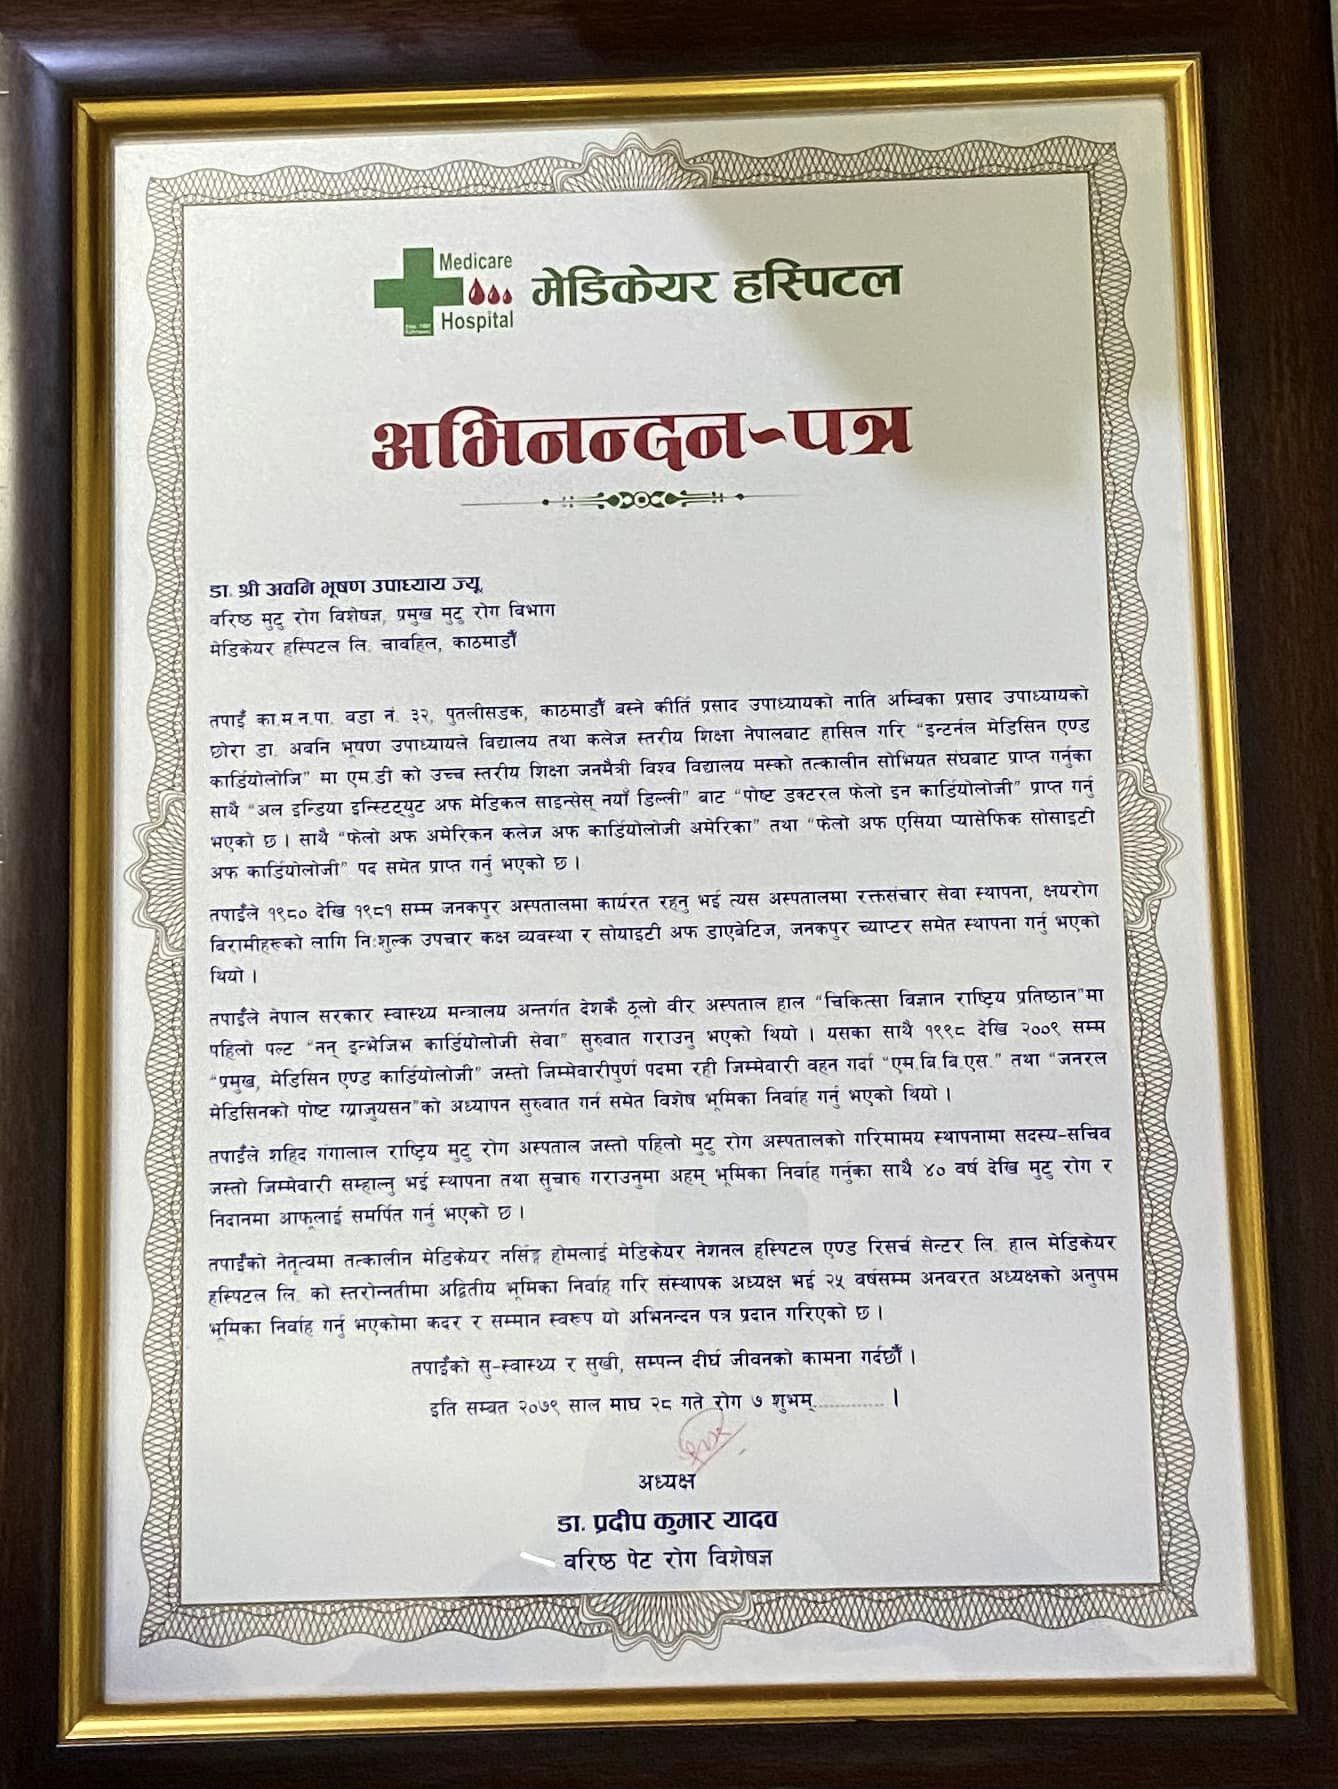 Medicare
Hospital
मेडिकेयर हस्पिटल
अभिनन्दन-पत्र
डा. श्री अवनि भूषण उपाध्याय ज्यू
वरिष्ठ मुटु रोग विशेषज्ञ, प्रमुख मुटु रोग विभाग
मेडिकेयर हस्पिटल लि. चावहिल, काठमाडौं
तपाईं का.म.न.पा. वडा नं. ३२, पुतलीसडक, काठमाडौं बस्ने कीर्ति प्रसाद उपाध्यायको नाति अम्बिका प्रसाद उपाध्यायको
छोरा डा. अवनि भूषण उपाध्यायले विद्यालय तथा कलेज स्तरीय शिक्षा नेपालबाट हासिल गरि "इन्टर्नल मेडिसिन एण्ड
कार्डियोलोजि" मा एम.डी को उच्च स्तरीय शिक्षा जनमैत्री विश्व विद्यालय मस्को तत्कालीन सोभियत संघबाट प्राप्त गर्नुका
साथै "अल इन्डिया इन्स्टिट्युट अफ मेडिकल साइन्सेस् नयाँ डिल्ली" बाट "पोष्ट डक्टरल फेलो इन कार्डियोलोजी" प्राप्त गर्नु
भएको छ । साथै "फेलो अफ अमेरिकन कलेज अफ कार्डियोलोजी अमेरिका" तथा "फेलो अफ एसिया प्यासेफिक सोसाइटी
अफ कार्डियोलोजी" पद समेत प्राप्त गर्नु भएको छ ।
तपाईंले १९८० देखि १९८१ सम्म जनकपुर अस्पतालमा कार्यरत रहनु भई त्यस अस्पतालमा रक्तसंचार सेवा स्थापना, क्षयरोग
बिरामीहरूको लागि निःशुल्क उपचार कक्ष व्यवस्था र सोयाइटी अफ डाएबेटिज, जनकपुर च्याप्टर समेत स्थापना गर्नु भएको
थियो ।
तपाईंले नेपाल सरकार स्वास्थ्य मन्त्रालय अन्तर्गत देशकै ठूलो वीर अस्पताल हाल "चिकित्सा विज्ञान राष्ट्रिय प्रतिष्ठान"मा
पहिलो पल्ट "नन् इन्भेजिभ कार्डियोलोजी सेवा" सुरुवात गराउनु भएको थियो । यसका साथै १९९८ देखि २००९ सम्म
"प्रमुख, मेडिसिन एण्ड कार्डियोलोजी" जस्तो जिम्मेवारीपुर्ण पदमा रही जिम्मेवारी वहन गर्दा "एम.बि.बि.एस." तथा "जनरल
मेडिसिनको पोष्ट ग्य्राजुयसन"को अध्यापन सुरुवात गर्न समेत विशेष भूमिका निर्वाह गर्नु भएको थियो ।
तपाईंले शहिद गंगालाल राष्ट्रिय मुटु रोग अस्पताल जस्तो पहिलो मुटु रोग अस्पतालको गरिमामय स्थापनामा सदस्य-सचिव
जस्तो जिम्मेवारी सम्हाल्नु भई स्थापना तथा सुचारु गराउनुमा अहम् भूमिका निर्वाह गर्नुका साथै ४० वर्ष देखि मुटु रोग र
निदानमा आफूलाई समर्पित गर्नु भएको छ ।
तपाईंको नेतृत्वमा तत्कालीन मेडिकेयर नर्सिङ्ग होमलाई मेडिकेयर नेशनल हस्पिटल एण्ड रिसर्च सेन्टर लि. हाल मेडिकेयर
हस्पिटल लि. को स्तरोन्नतीमा अद्वितीय भूमिका निर्वाह गरि संस्थापक अध्यक्ष भई २५ वर्षसम्म अनवरत अध्यक्षको अनुपम
भूमिका निर्वाह गर्नु भएकोमा कदर र सम्मान स्वरुप यो अभिनन्दन पत्र प्रदान गरिएको छ ।
तपाईंको सु-स्वास्थ्य र सुखी, सम्पन्न दीर्घ जीवनको कामना गर्दछौं ।
इति सम्बत २०७९ साल माघ २८ गते रोग ७ शुभम्............... ।
अध्यक्ष
डा. प्रदीप कुमार यादव
वरिष्ठ पेट रोग विशेषज्ञ